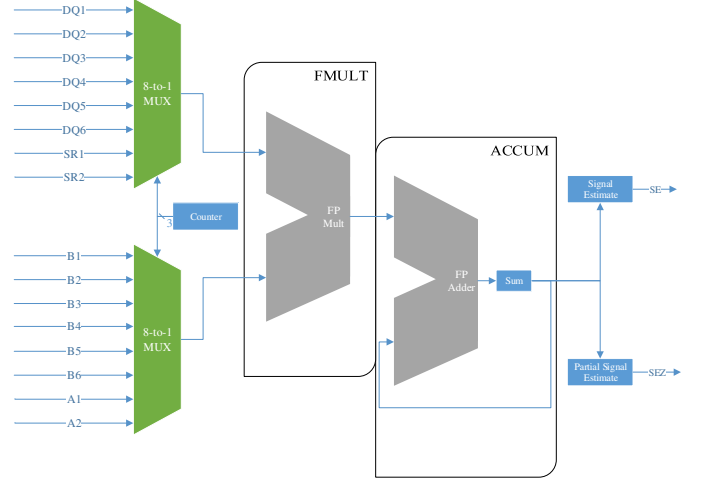 DQ1
DQ2
DQ3
DQ4
DQ5
DQ6
SR1
SR2
8-to-1
MUX
FMULT
ACCUM
3
Counter
FP
Mult
B1
B2
B3
B4
B5
B6
A1
A2
8-to-1
MUX
FP
Adder
Sum
Signal
Estimate
SE
Partial Signal
Estimate
SEZ